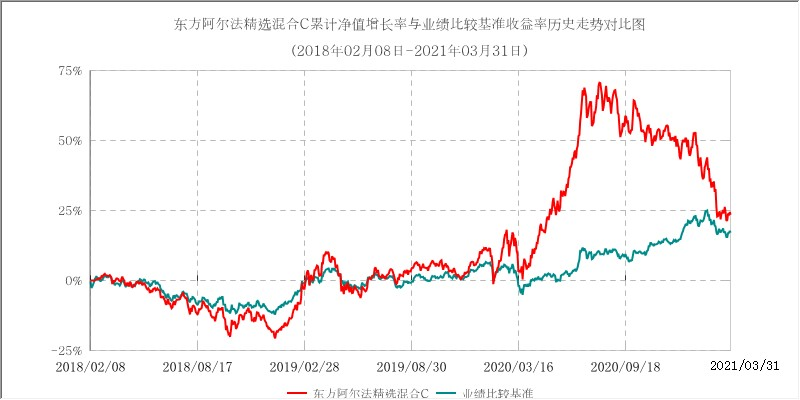 东方阿尔法精选混合C累计净值增长率与业绩比较基准收益率历史走势对比图
(2018年02月08日-2021年03月31日)
75%
50%
25%
0%
-25%
2018/02/08 2018/08/17 2019/02/28 2019/08/30 2020/03/16 2020/09/18 2021/03/31
东方阿尔法精选混合C 业绩比较基准